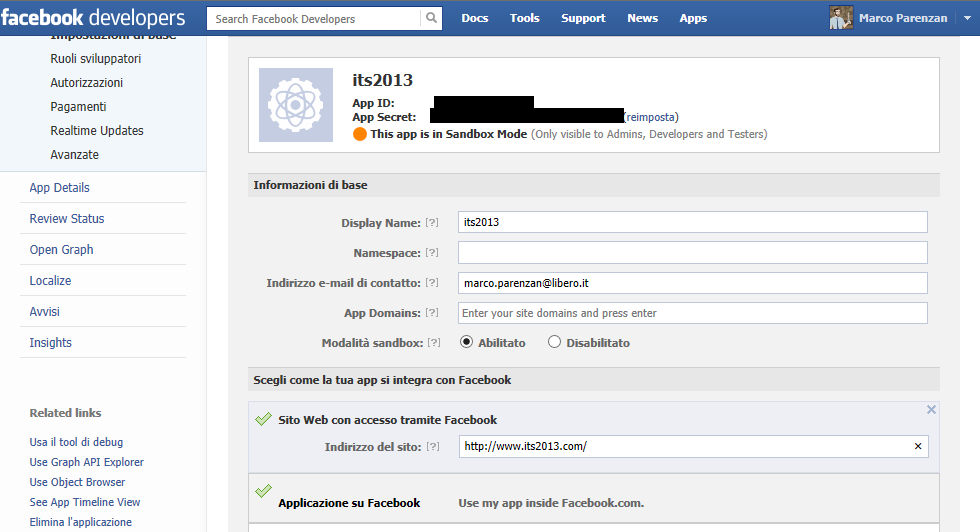 facebook developers
Search Facebook Developers
Docs Tools Support News Apps
Marco Parenzan
Impostazioni di base
Ruoli sviluppatori
Autorizzazioni
Pagamenti
Realtime Updates
Avanzate
App Details
Review Status
Open Graph
Localize
Avvisi
Insights
Related links
Usa il tool di debug
Use Graph API Explorer
Use Object Browser
See App Timeline View
Elimina l'applicazione
its2013
App ID:
App Secret: (reimposta)
This app is in Sandbox Mode (Only visible to Admins, Developers and Testers)
Informazioni di base
Display Name: [?] its2013
Namespace: [?]
Indirizzo e-mail di contatto: [?] marco.parenzan@libero.it
App Domains: [?] Enter your site domains and press enter
Modalità sandbox: [?] Abilitato Disabilitato
Scegli come la tua app si integra con Facebook
Sito Web con accesso tramite Facebook
Indirizzo del sito: [?] http://www.its2013.com/
Applicazione su Facebook Use my app inside Facebook.com.